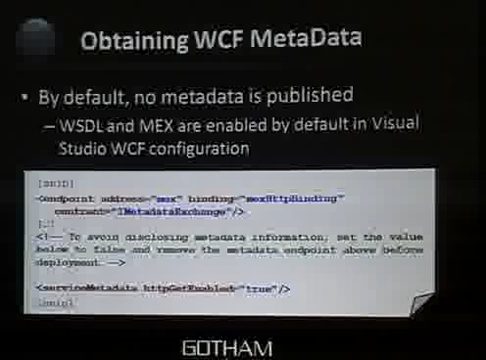 Obtaining WCF MetaData
• By default, no metadata is published
– WSDL and MEX are enabled by default in Visual
Studio WCF configuration
[snip]
<endpoint address="mex" binding="mexHttpBinding"
contract="IMetadataExchange"/>
<!-- To avoid disclosing metadata information, set the value
below to false and remove the metadata endpoint above before
deployment -->
<serviceMetadata httpGetEnabled="true"/>
[snip]
GOTHAM